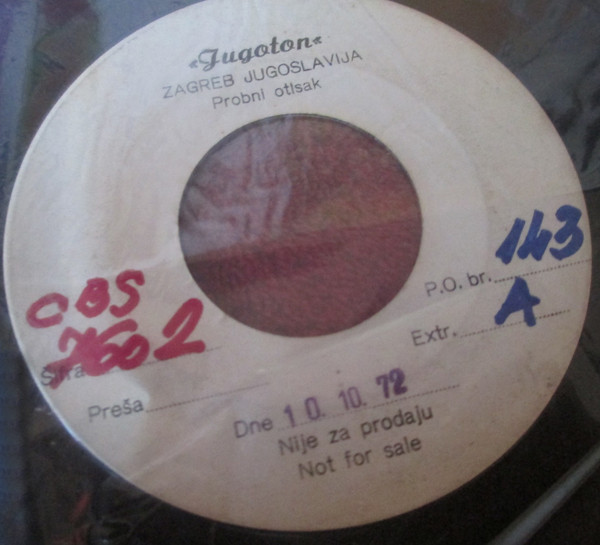 «Jugoton«
ZAGREB JUGOSLAVIJA
Probni otisak
CBS
7602
Šifra
Preša
P.O. br. 143
Extr. A
Dne 10. 10. 72
Nije za prodaju
Not for sale